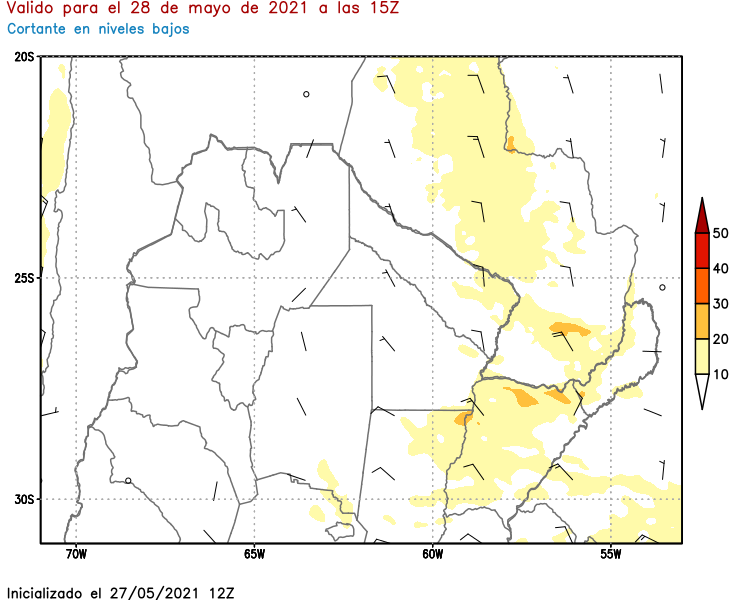 Valido para el 28 de mayo de 2021 a las 15Z
Cortante en niveles bajos
20S
25S
30S
70W
65W
60W
55W
50
40
30
20
10
Inicializado el 27/05/2021 12Z